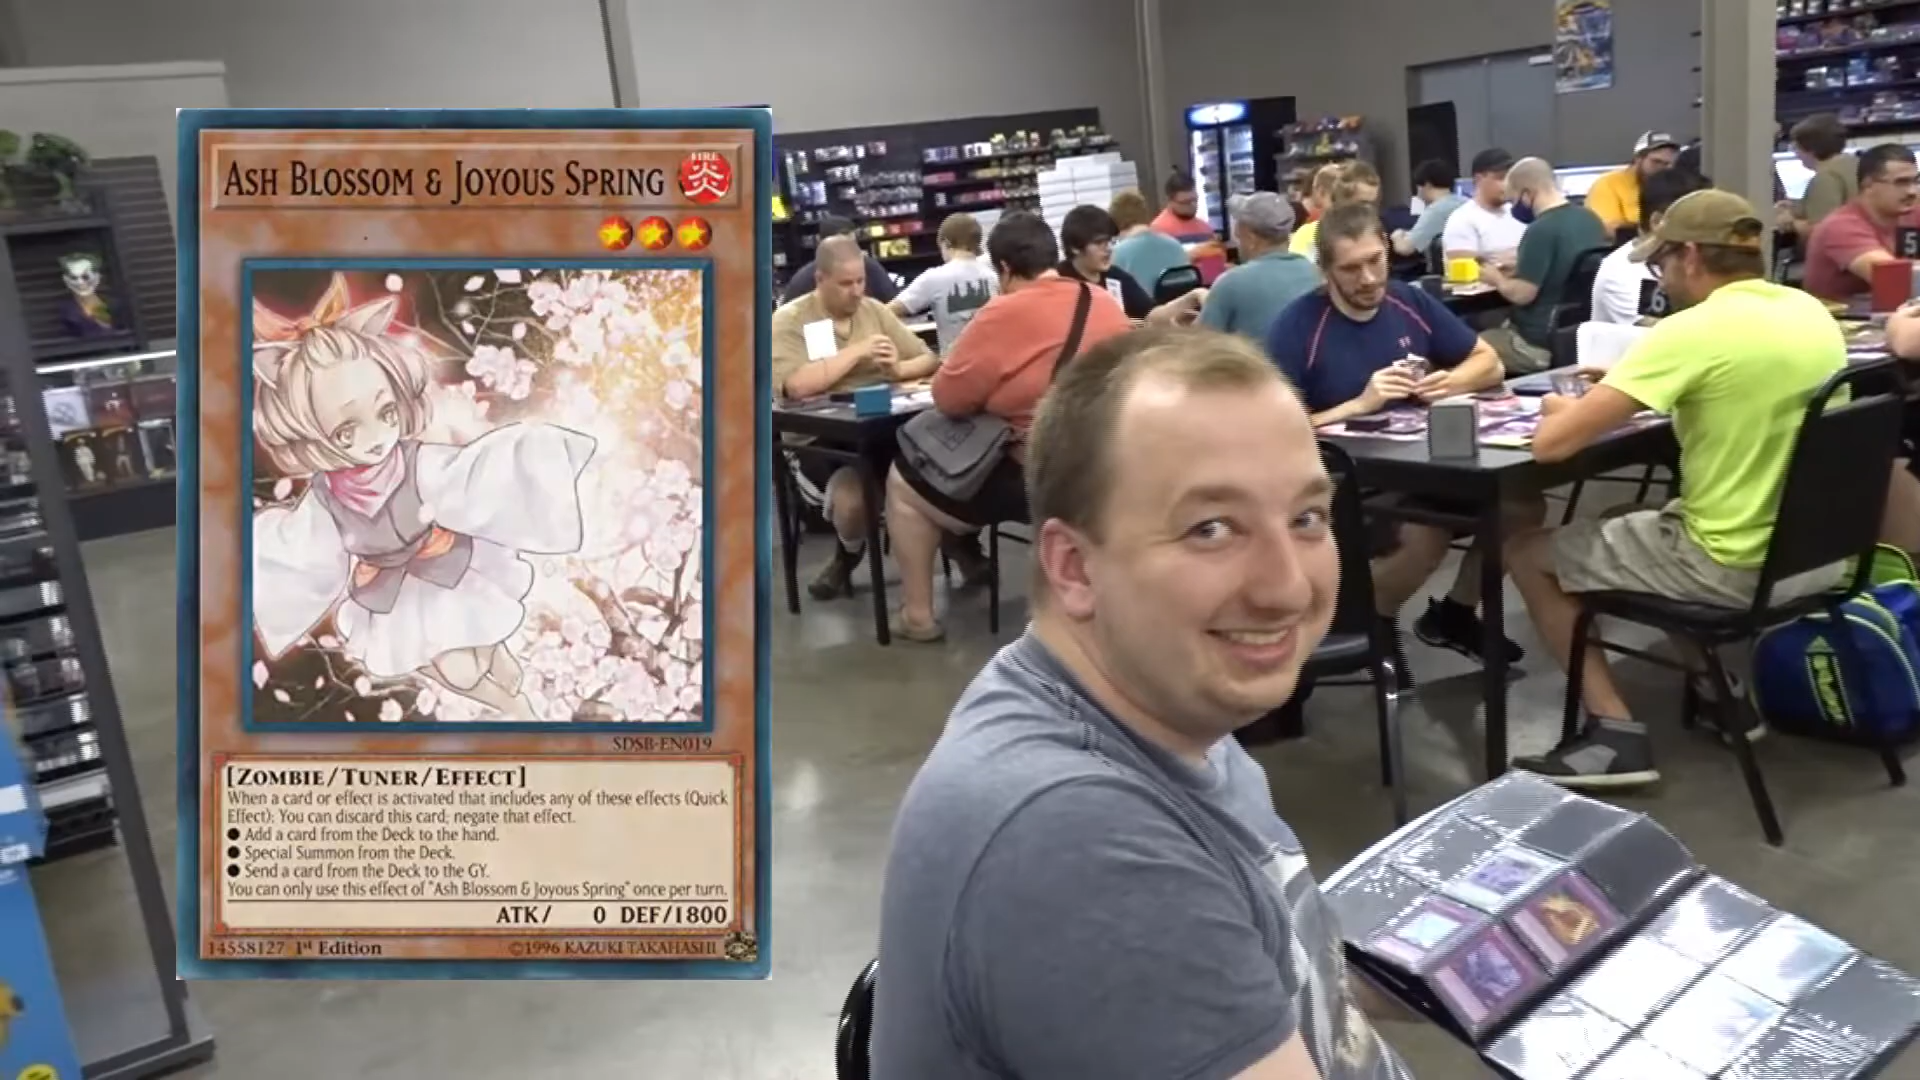 ASH BLOSSOM & JOYOUS SPRING
FIRE
炎
SDSB-EN019
[ZOMBIE/TUNER/EFFECT]
When a card or effect is activated that includes any of these effects (Quick
Effect): You can discard this card; negate that effect.
● Add a card from the Deck to the hand.
● Special Summon from the Deck.
● Send a card from the Deck to the GY.
You can only use this effect of "Ash Blossom & Joyous Spring" once per turn.
ATK/ 0 DEF/1800
14558127 1st Edition ©1996 KAZUKI TAKAHASHI
5
6